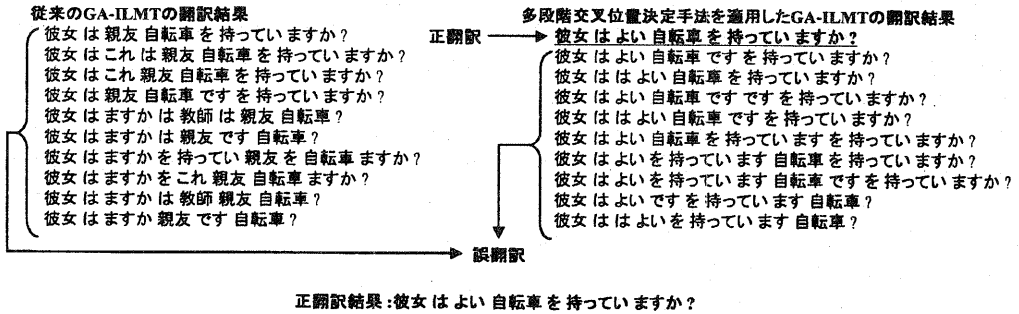 従来のGA-ILMTの翻訳結果
彼女 は 親友 自転車 を 持っていますか？
彼女 は これ は 親友 自転車 を 持っていますか？
彼女 は これ 親友 自転車 を 持っていますか？
彼女 は 親友 自転車 です を 持っていますか？
彼女 は ますか は 教師 は 親友 自転車？
彼女 は ますか は 親友 です 自転車？
彼女 は ますか を 持ってい 親友 を 自転車 ますか？
彼女 は ますか を これ 親友 自転車 ますか？
彼女 は ますか は 教師 親友 自転車？
彼女 は ますか 親友 です 自転車？
多段階交叉位置決定手法を適用したGA-ILMTの翻訳結果
正翻訳
彼女 は よい 自転車 を 持っていますか？
彼女 は よい 自転車 です を 持っていますか？
彼女 は は よい 自転車 を 持っていますか？
彼女 は よい 自転車 です です を 持っていますか？
彼女 は は よい 自転車 です を 持っていますか？
彼女 は よい 自転車 を 持っています を 持っていますか？
彼女 は よい を 持っています 自転車 を 持っていますか？
彼女 は よい を 持っています 自転車 です を 持っていますか？
彼女 は よい です を 持っています 自転車？
彼女 は は よい を 持っています 自転車？
誤翻訳
正翻訳結果：彼女 は よい 自転車 を 持っていますか？